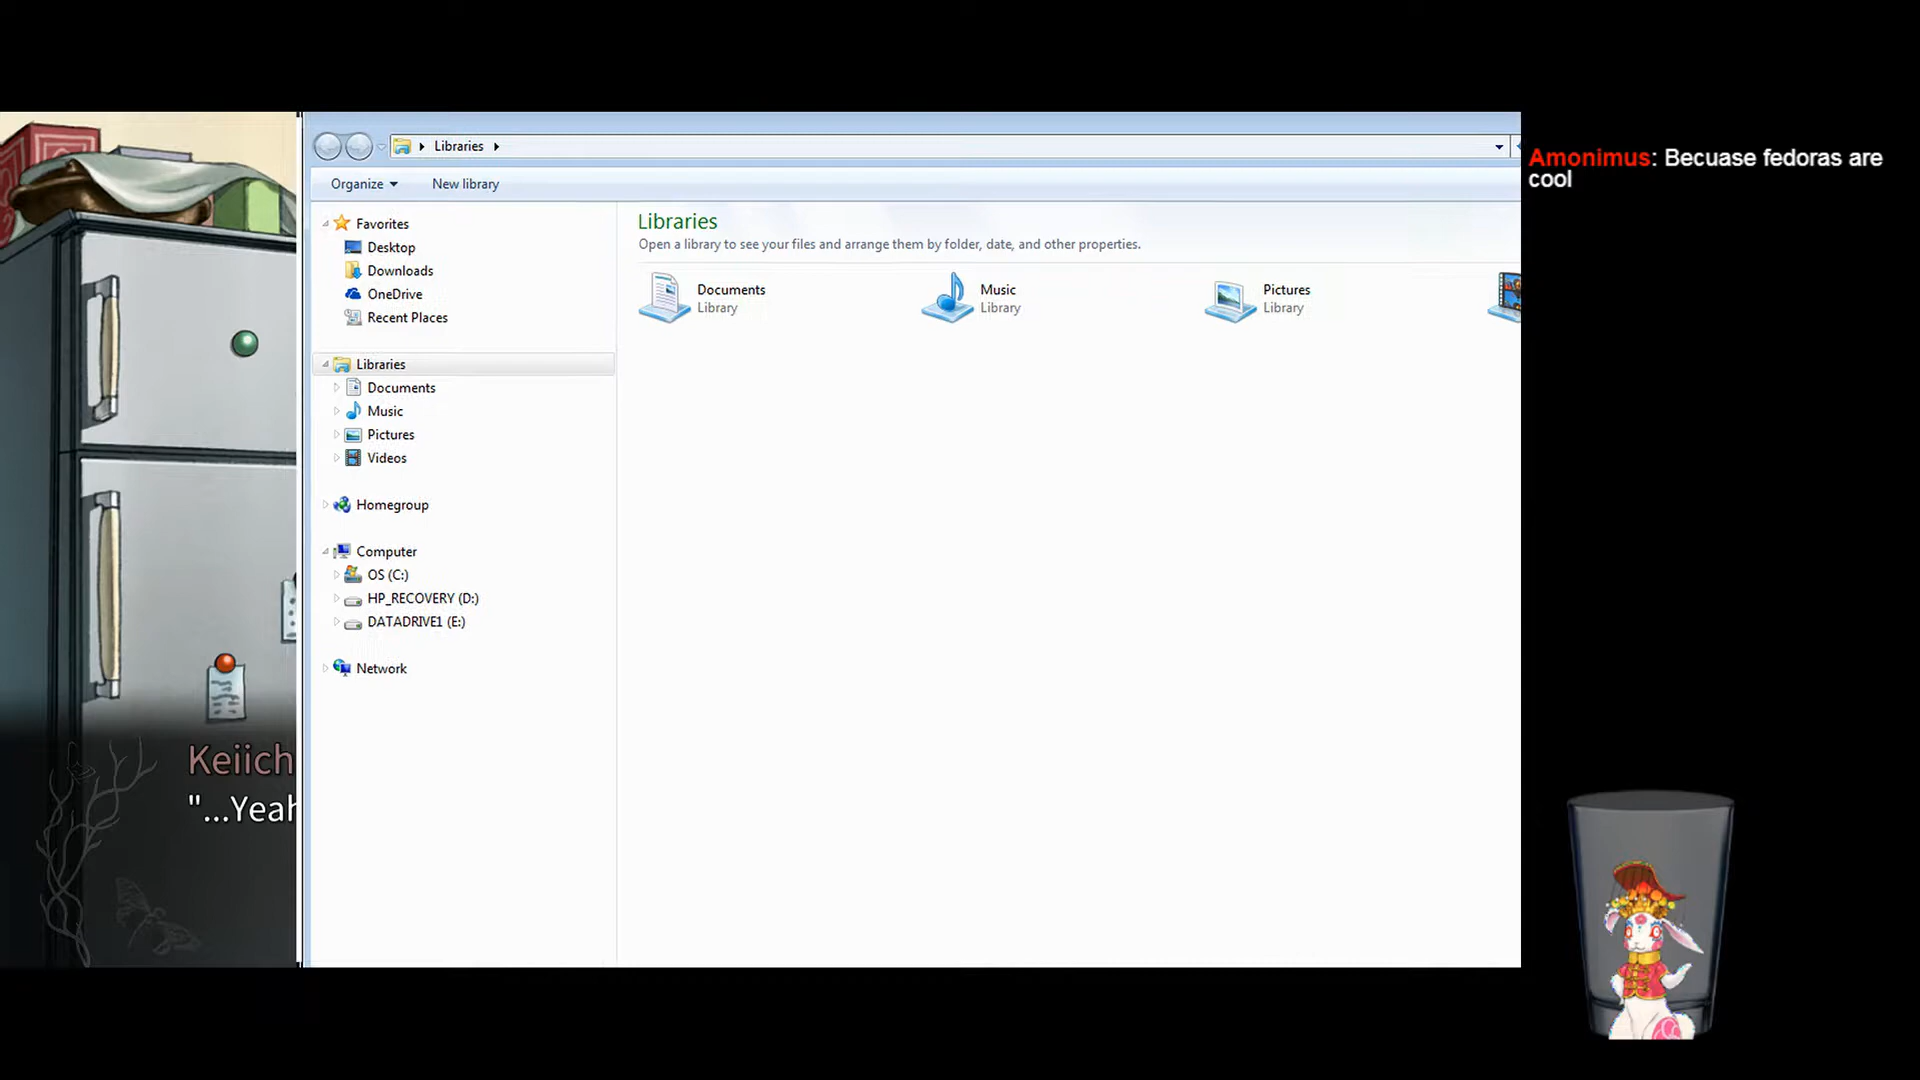 Libraries
Organize
New library
Favorites
Desktop
Downloads
OneDrive
Recent Places
Libraries
Documents
Music
Pictures
Videos
Homegroup
Computer
OS (C:)
HP_RECOVERY (D:)
DATADRIVE1 (E:)
Network
Libraries
Open a library to see your files and arrange them by folder, date, and other properties.
Documents
Library
Music
Library
Pictures
Library
Keiich
"...Yeah
Amonimus: Becuase fedoras are
cool